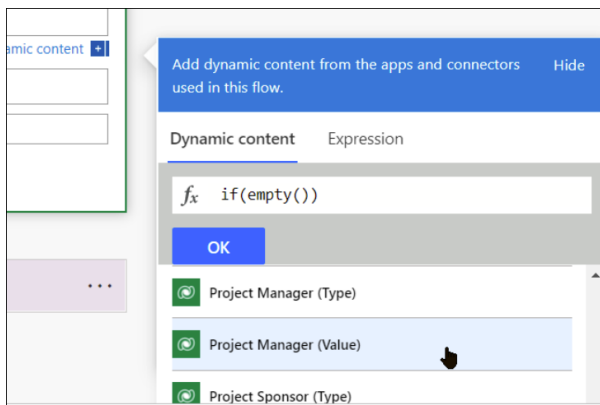 amic content
Add dynamic content from the apps and connectors Hide
used in this flow.
Dynamic content Expression
fx if(empty())
OK
Project Manager (Type)
Project Manager (Value)
Project Sponsor (Type)